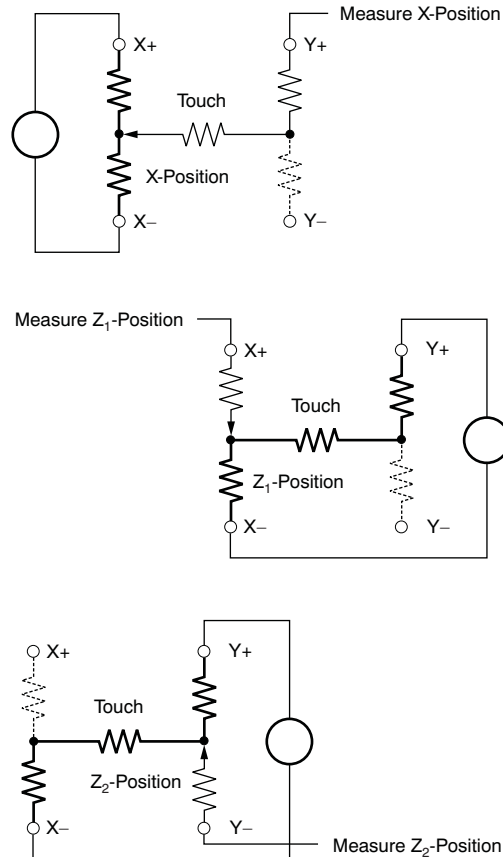 Measure X-Position
X+
Y+
Touch
X-Position
X−
Y−
Measure Z₁-Position
X+
Y+
Touch
Z₁-Position
X−
Y−
X+
Y+
Touch
Z₂-Position
X−
Y−
Measure Z₂-Position